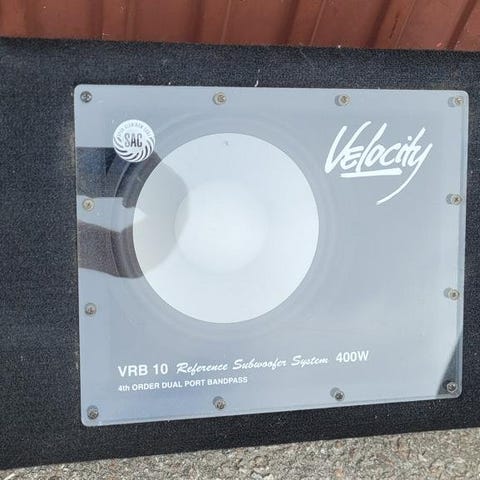 SAC
Velocity
VRB 10 Reference Subwoofer System 400W
4th ORDER DUAL PORT BANDPASS